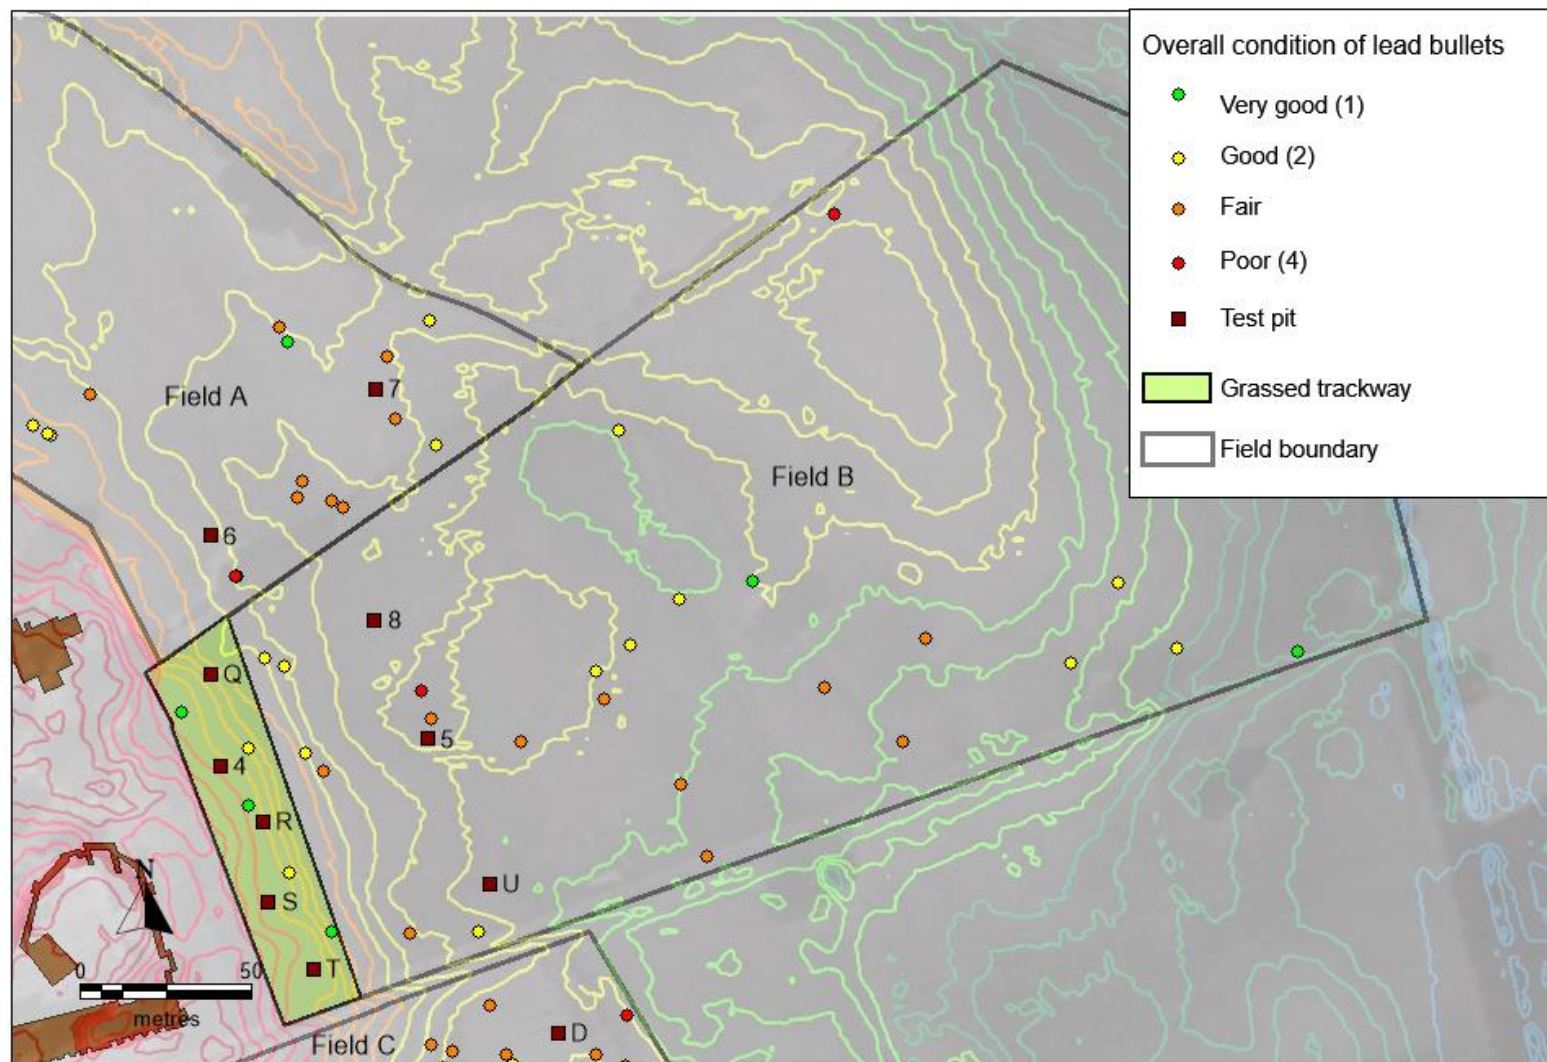 Overall condition of lead bullets
Very good (1)
Good (2)
Fair
Poor (4)
Test pit
Grassed trackway
Field boundary
Field A
7
Field B
6
8
Q
5
4
R
U
S
N
T
0 50
metres
D
Field C